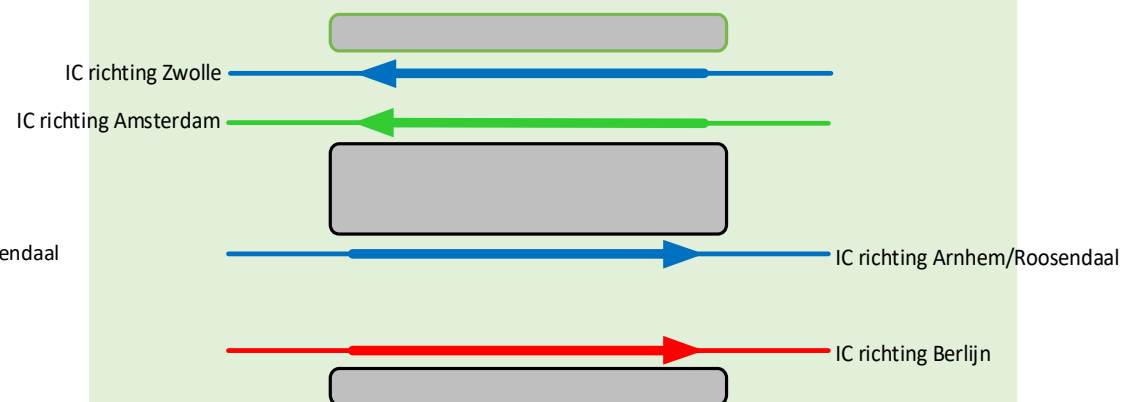 IC richting Zwolle
IC richting Amsterdam
endaal
IC richting Arnhem/Roosendaal
IC richting Berlijn